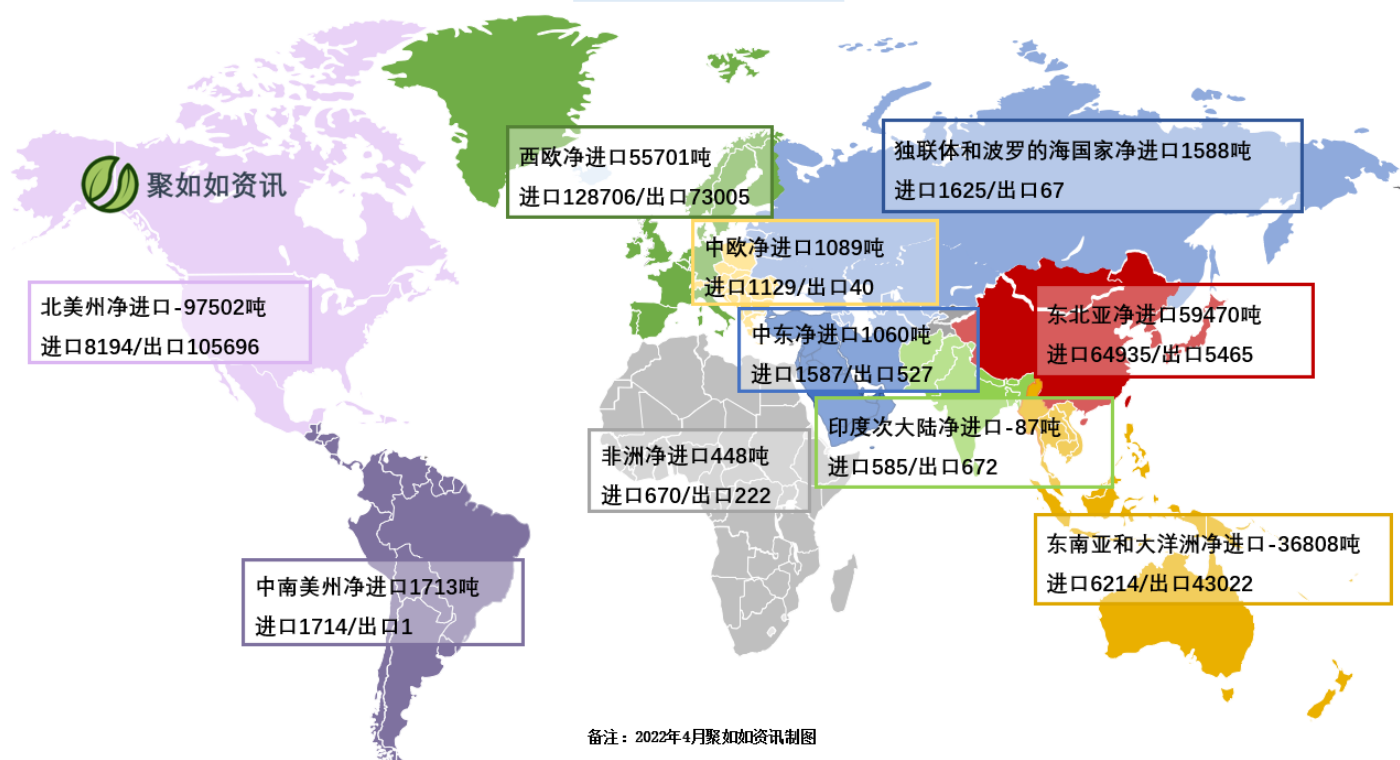 西欧净进口55701吨
进口128706/出口73005
独联体和波罗的海国家净进口1588吨
进口1625/出口67
聚如如资讯
中欧净进口1089吨
进口1129/出口40
北美州净进口-97502吨
进口8194/出口105696
中东净进口1060吨
进口1587/出口527
东北亚净进口59470吨
进口64935/出口5465
印度次大陆净进口-87吨
进口585/出口672
非洲净进口448吨
进口670/出口222
东南亚和大洋洲净进口-36808吨
进口6214/出口43022
中南美州净进口1713吨
进口1714/出口1
备注：2022年4月聚如如资讯制图